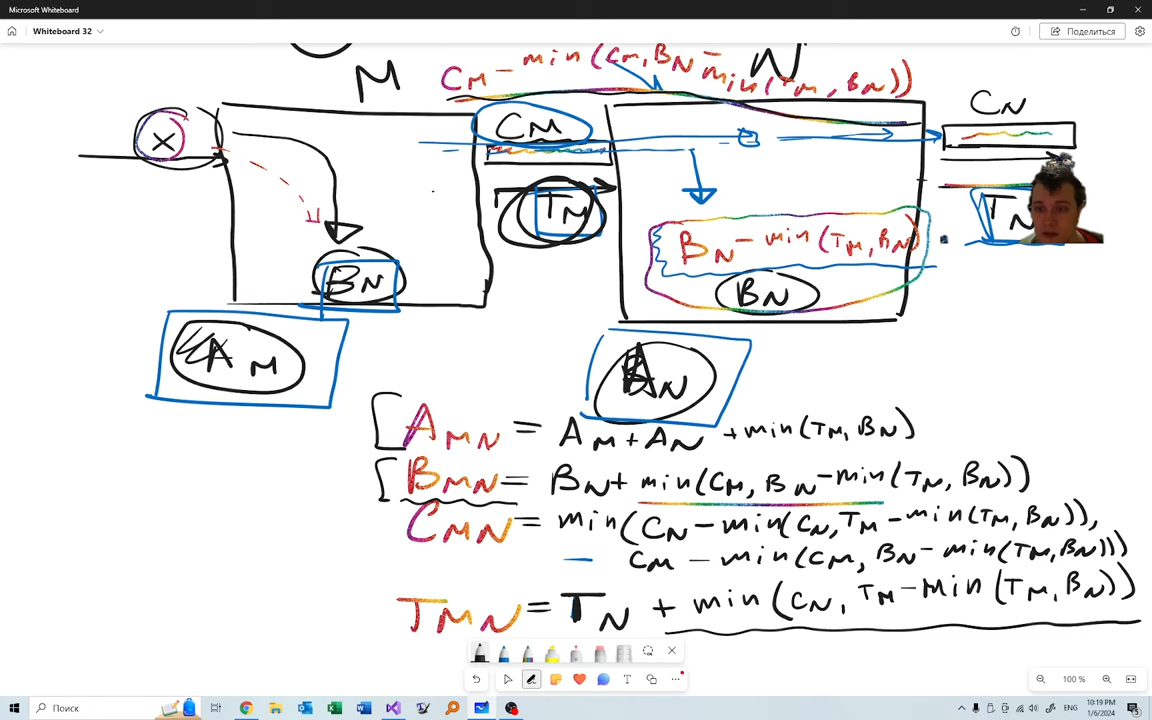 Microsoft Whiteboard
Whiteboard 32
Поделиться
M
N
CM - min(CM, BN - min(TM, BN))
CN
X
CM
TM
TN
BN - min(TM, BN)
BN
BN
AM
AN
AMN = AM + AN + min(TM, BN)
BMN = BN + min(CM, BN - min(TM, BN))
CMN = min(CN - min(CN, TM - min(TM, BN)),
CM - min(CM, BN - min(TM, BN)))
TMN = TN + min(CN, TM - min(TM, BN))
T
100 %
Поиск
ENG
10:19 PM
1/6/2024